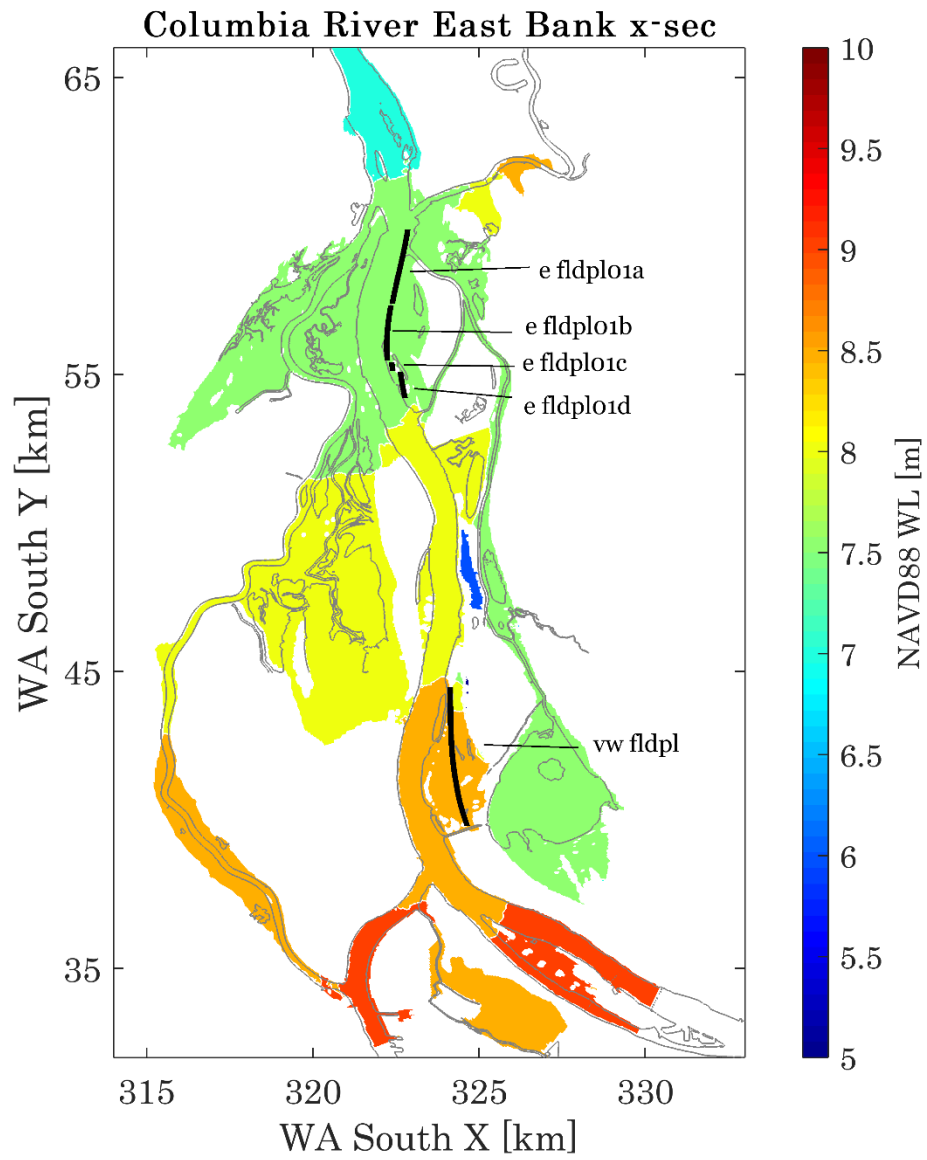 Columbia River East Bank x-sec
65
55
45
35
WA South Y [km]
315
320
325
330
WA South X [km]
e fldpl01a
e fldpl01b
e fldpl01c
e fldpl01d
vw fldpl
10
9.5
9
8.5
8
7.5
7
6.5
6
5.5
5
NAVD88 WL [m]